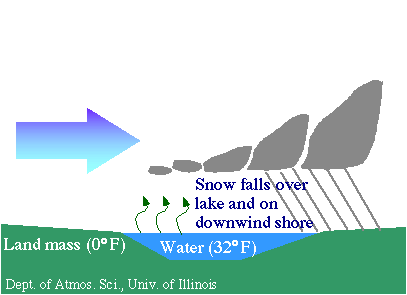 Snow falls over
lake and on
downwind shore
Land mass (0°F)
Water (32°F)
Dept. of Atmos. Sci., Univ. of Illinois